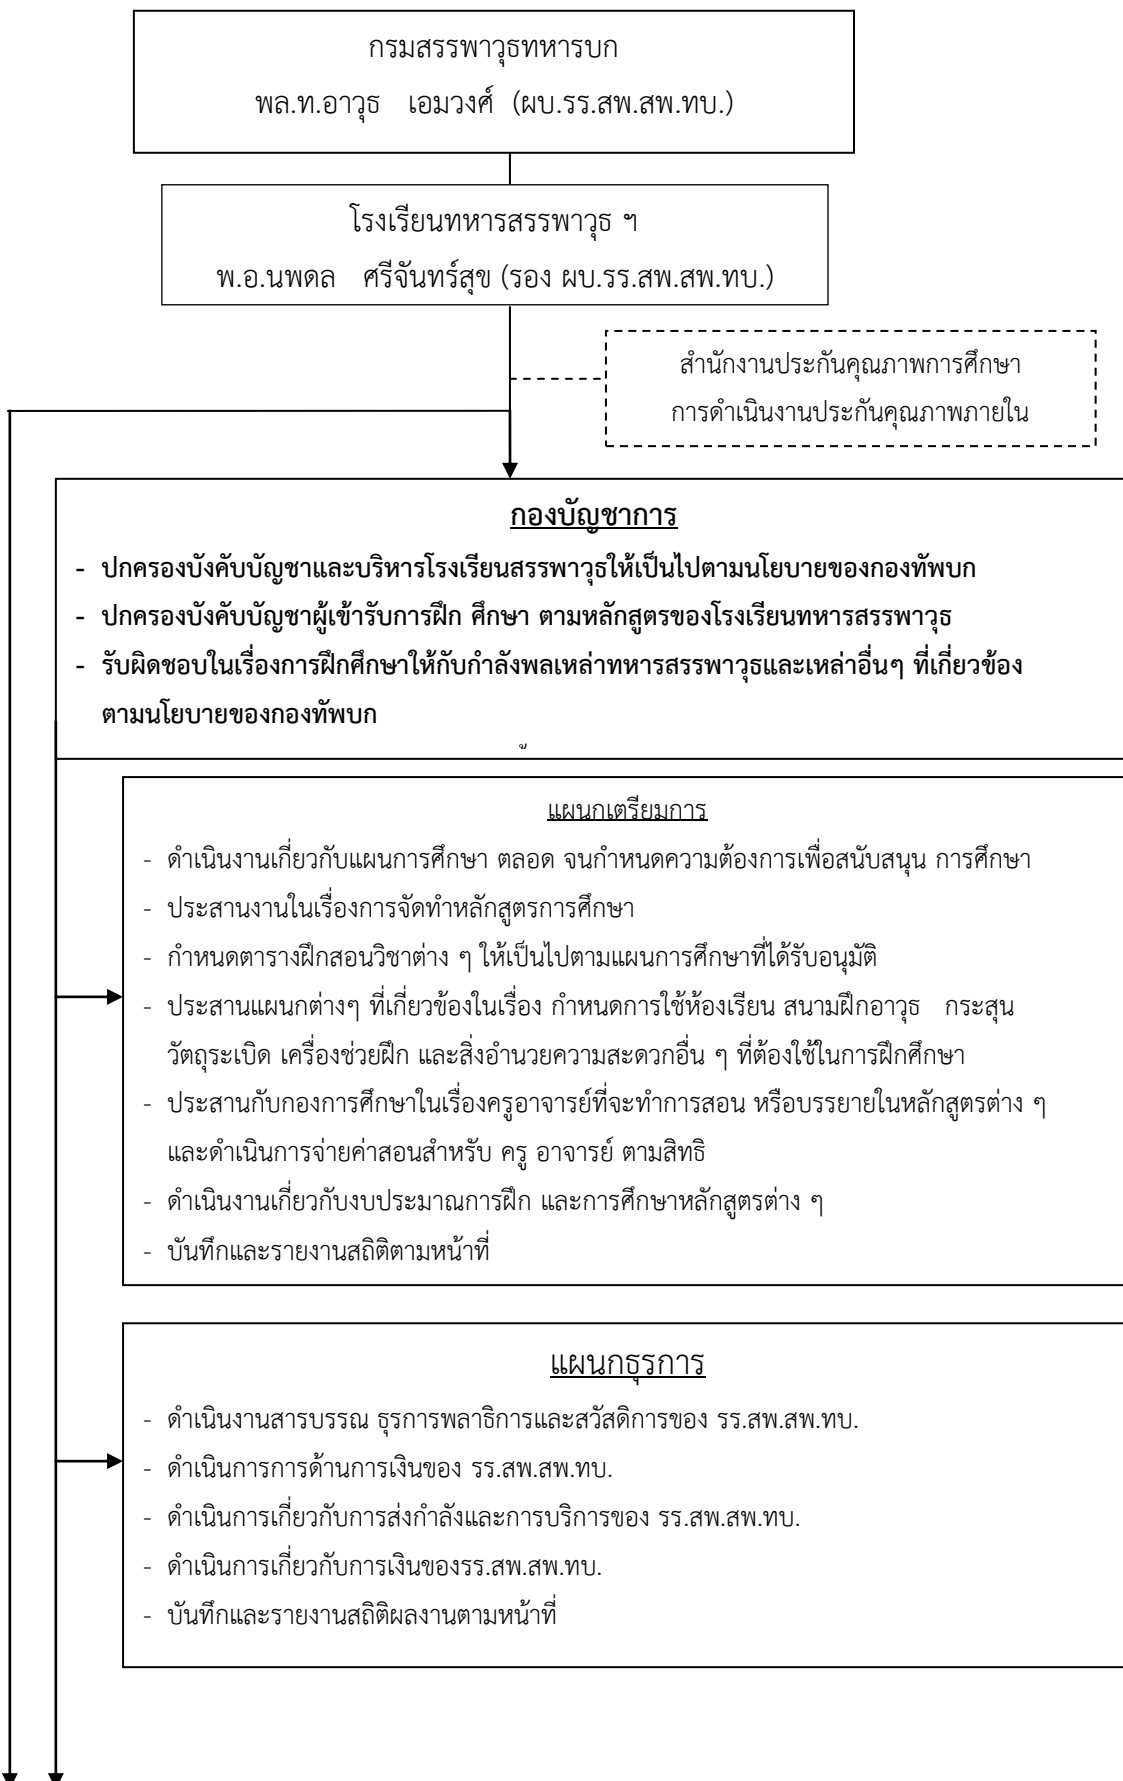 กรมสรรพาวุธทหารบก
พล.ท.อาวุธ เอมวงศ์ (ผบ.รร.สพ.สพ.ทบ.)
โรงเรียนทหารสรรพาวุธ ฯ
พ.อ.นพดล ศรีจันทร์สุข (รอง ผบ.รร.สพ.สพ.ทบ.)
สำนักงานประกันคุณภาพการศึกษา
การดำเนินงานประกันคุณภาพภายใน
กองบัญชาการ
- ปกครองบังคับบัญชาและบริหารโรงเรียนสรรพาวุธให้เป็นไปตามนโยบายของกองทัพบก
- ปกครองบังคับบัญชาผู้เข้ารับการฝึก ศึกษา ตามหลักสูตรของโรงเรียนทหารสรรพาวุธ
- รับผิดชอบในเรื่องการฝึกศึกษาให้กับกำลังพลเหล่าทหารสรรพาวุธและเหล่าอื่นๆ ที่เกี่ยวข้อง
ตามนโยบายของกองทัพบก
แผนกเตรียมการ
- ดำเนินงานเกี่ยวกับแผนการศึกษา ตลอด จนกำหนดความต้องการเพื่อสนับสนุน การศึกษา
- ประสานงานในเรื่องการจัดทำหลักสูตรการศึกษา
- กำหนดตารางฝึกสอนวิชาต่าง ๆ ให้เป็นไปตามแผนการศึกษาที่ได้รับอนุมัติ
- ประสานแผนกต่างๆ ที่เกี่ยวข้องในเรื่อง กำหนดการใช้ห้องเรียน สนามฝึกอาวุธ กระสุน
วัตถุระเบิด เครื่องช่วยฝึก และสิ่งอำนวยความสะดวกอื่น ๆ ที่ต้องใช้ในการฝึกศึกษา
- ประสานกับกองการศึกษาในเรื่องครูอาจารย์ที่จะทำการสอน หรือบรรยายในหลักสูตรต่าง ๆ
และดำเนินการจ่ายค่าสอนสำหรับ ครู อาจารย์ ตามสิทธิ
- ดำเนินงานเกี่ยวกับงบประมาณการฝึก และการศึกษาหลักสูตรต่าง ๆ
- บันทึกและรายงานสถิติตามหน้าที่
แผนกธุรการ
- ดำเนินงานสารบรรณ ธุรการพลาธิการและสวัสดิการของ รร.สพ.สพ.ทบ.
- ดำเนินการการด้านการเงินของ รร.สพ.สพ.ทบ.
- ดำเนินการเกี่ยวกับการส่งกำลังและการบริการของ รร.สพ.สพ.ทบ.
- ดำเนินการเกี่ยวกับการเงินของรร.สพ.สพ.ทบ.
- บันทึกและรายงานสถิติผลงานตามหน้าที่